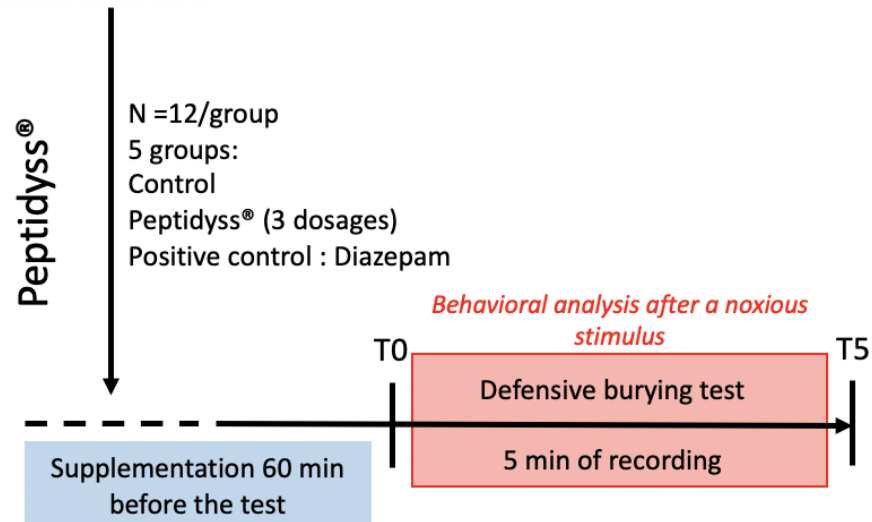 Peptidyss®
N =12/group
5 groups:
Control
Peptidyss® (3 dosages)
Positive control : Diazepam
Behavioral analysis after a noxious
stimulus
T0
T5
Defensive burying test
5 min of recording
Supplementation 60 min
before the test